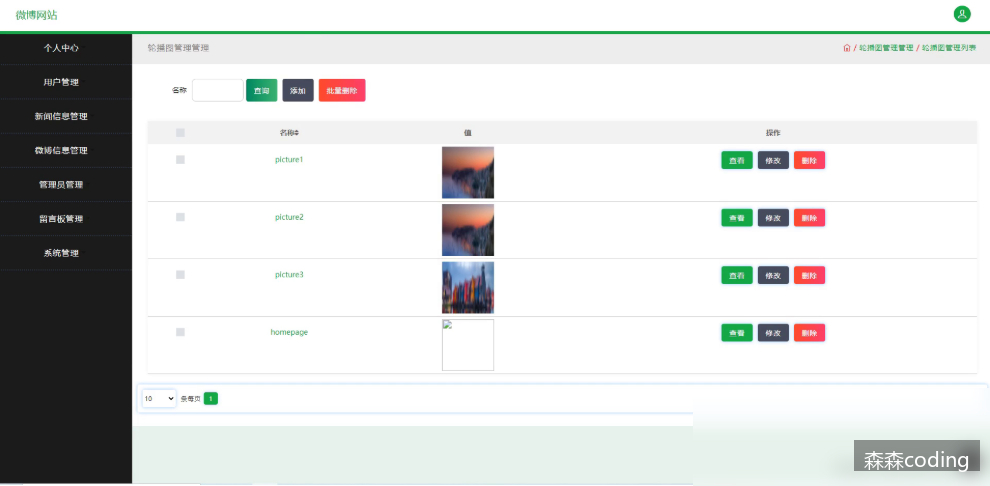 微博网站
个人中心
用户管理
新闻信息管理
微博信息管理
管理员管理
留言板管理
系统管理
轮播图管理管理
/ 轮播图管理管理 / 轮播图管理列表
名称 查询 添加 批量删除
名称 值 操作
picture1 查看 修改 删除
picture2 查看 修改 删除
picture3 查看 修改 删除
homepage 查看 修改 删除
10 条每页 1
森森coding